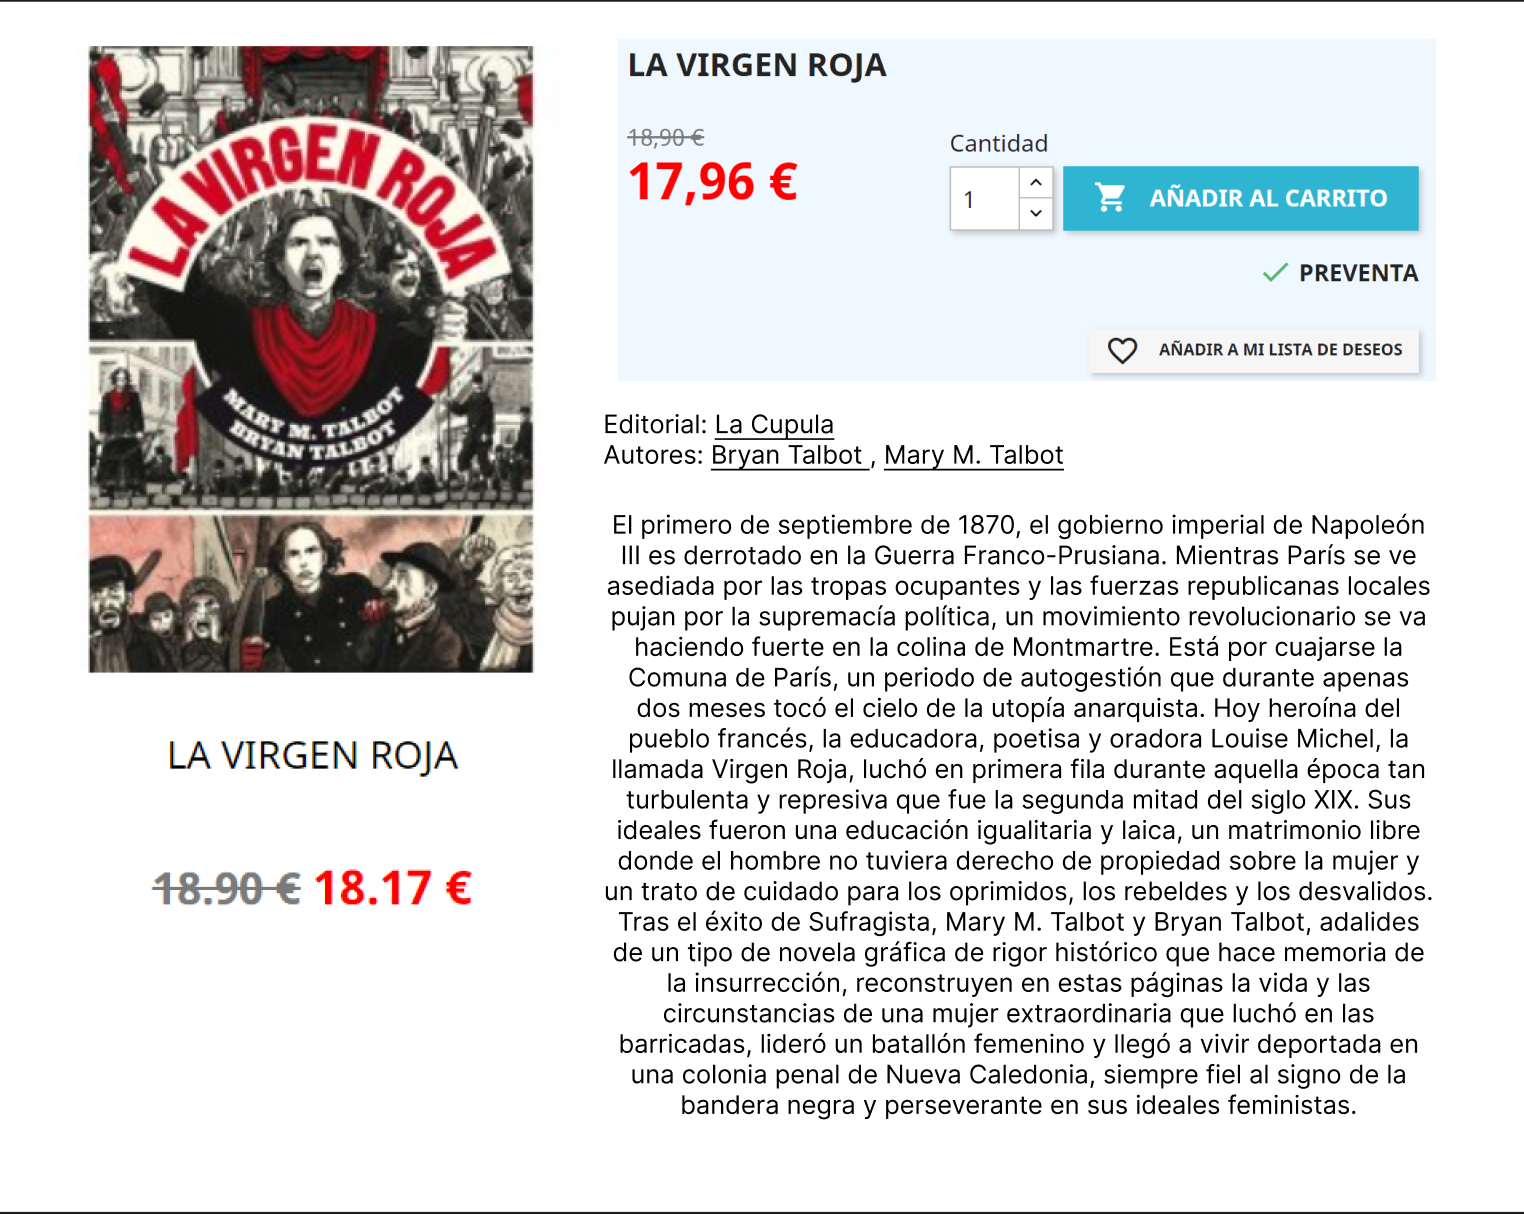 LA VIRGEN ROJA
MARY M. TALBOT
BRYAN TALBOT
LA VIRGEN ROJA
18.90 € 18.17 €
LA VIRGEN ROJA
18,90 €
17,96 €
Cantidad
1
AÑADIR AL CARRITO
PREVENTA
AÑADIR A MI LISTA DE DESEOS
Editorial: La Cupula
Autores: Bryan Talbot , Mary M. Talbot
El primero de septiembre de 1870, el gobierno imperial de Napoleón
III es derrotado en la Guerra Franco-Prusiana. Mientras París se ve
asediada por las tropas ocupantes y las fuerzas republicanas locales
pujan por la supremacía política, un movimiento revolucionario se va
haciendo fuerte en la colina de Montmartre. Está por cuajarse la
Comuna de París, un periodo de autogestión que durante apenas
dos meses tocó el cielo de la utopía anarquista. Hoy heroína del
pueblo francés, la educadora, poetisa y oradora Louise Michel, la
llamada Virgen Roja, luchó en primera fila durante aquella época tan
turbulenta y represiva que fue la segunda mitad del siglo XIX. Sus
ideales fueron una educación igualitaria y laica, un matrimonio libre
donde el hombre no tuviera derecho de propiedad sobre la mujer y
un trato de cuidado para los oprimidos, los rebeldes y los desvalidos.
Tras el éxito de Sufragista, Mary M. Talbot y Bryan Talbot, adalides
de un tipo de novela gráfica de rigor histórico que hace memoria de
la insurrección, reconstruyen en estas páginas la vida y las
circunstancias de una mujer extraordinaria que luchó en las
barricadas, lideró un batallón femenino y llegó a vivir deportada en
una colonia penal de Nueva Caledonia, siempre fiel al signo de la
bandera negra y perseverante en sus ideales feministas.